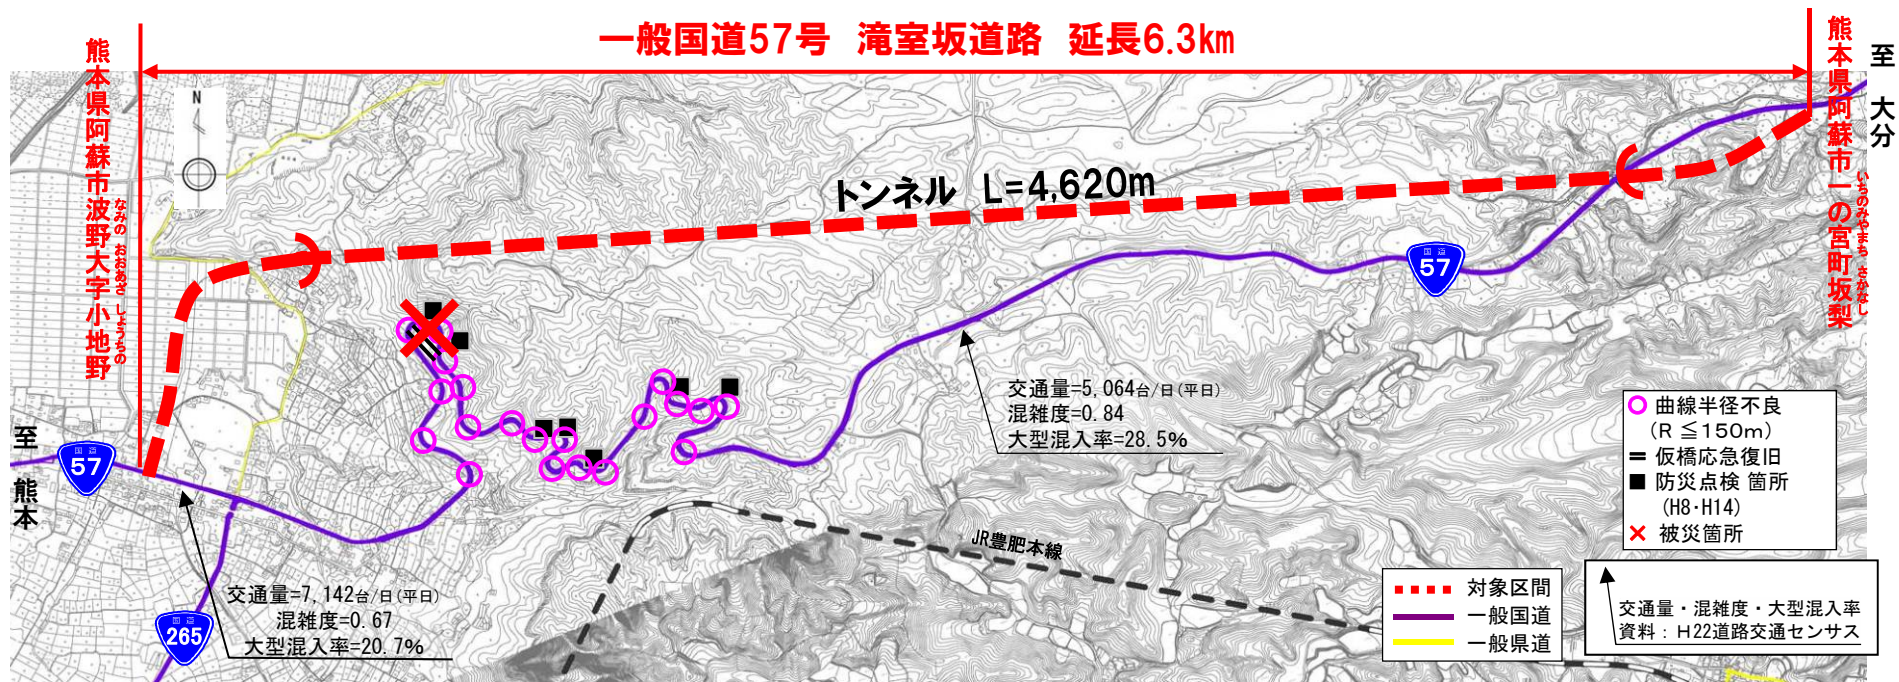 一般国道57号 滝室坂道路 延長6.3km
熊本県阿蘇市波野大字小地野
なみの おおあざ しょうちの
熊本県阿蘇市一の宮町坂梨
いちのみやまち さかなし
至 大分
N
トンネル L=4,620m
国道
57
交通量=5,064台/日(平日)
混雑度=0.84
大型混入率=28.5%
至 熊本
国道
57
交通量=7,142台/日(平日)
混雑度=0.67
大型混入率=20.7%
国道
265
JR豊肥本線
曲線半径不良
(R ≦150m)
仮橋応急復旧
防災点検 箇所
(H8・H14)
被災箇所
対象区間
一般国道
一般県道
交通量・混雑度・大型混入率
資料:H22道路交通センサス